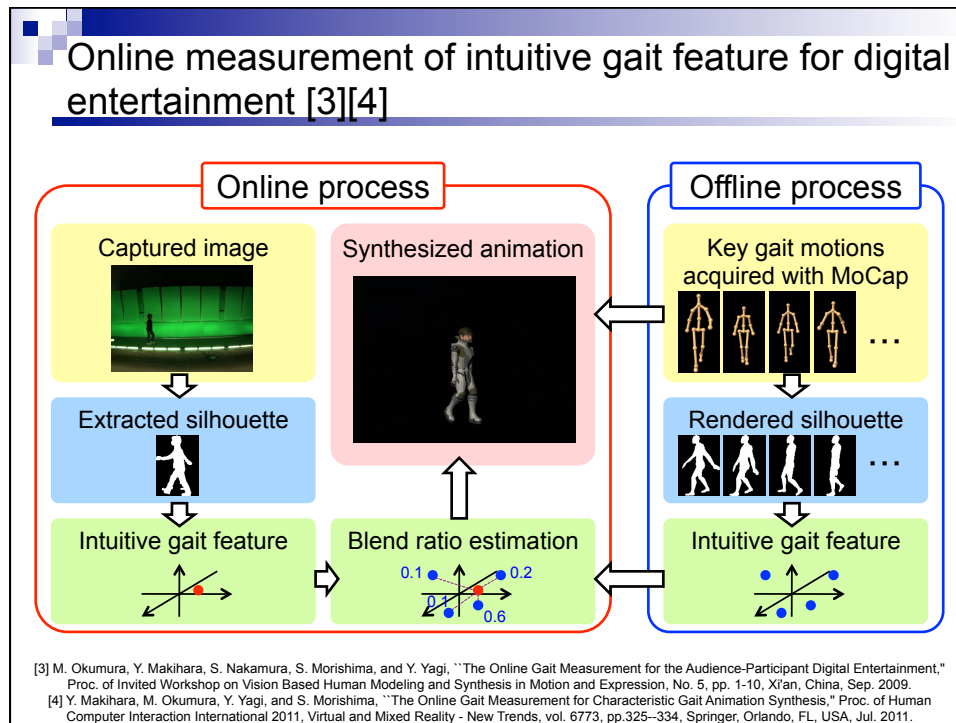 Online measurement of intuitive gait feature for digital
entertainment [3][4]
Online process
Offline process
Captured image
Synthesized animation
Key gait motions
acquired with MoCap
...
Extracted silhouette
Rendered silhouette
...
Intuitive gait feature
Blend ratio estimation
Intuitive gait feature
0.1
0.2
0.1
0.6
[3] M. Okumura, Y. Makihara, S. Nakamura, S. Morishima, and Y. Yagi, ``The Online Gait Measurement for the Audience-Participant Digital Entertainment,"
Proc. of Invited Workshop on Vision Based Human Modeling and Synthesis in Motion and Expression, No. 5, pp. 1-10, Xi'an, China, Sep. 2009.
[4] Y. Makihara, M. Okumura, Y. Yagi, and S. Morishima, ``The Online Gait Measurement for Characteristic Gait Animation Synthesis," Proc. of Human
Computer Interaction International 2011, Virtual and Mixed Reality - New Trends, vol. 6773, pp.325--334, Springer, Orlando, FL, USA, Jul. 2011.